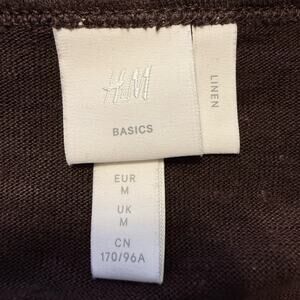 H&M
BASICS
LINEN
EUR
M
UK
M
CN
170/96A